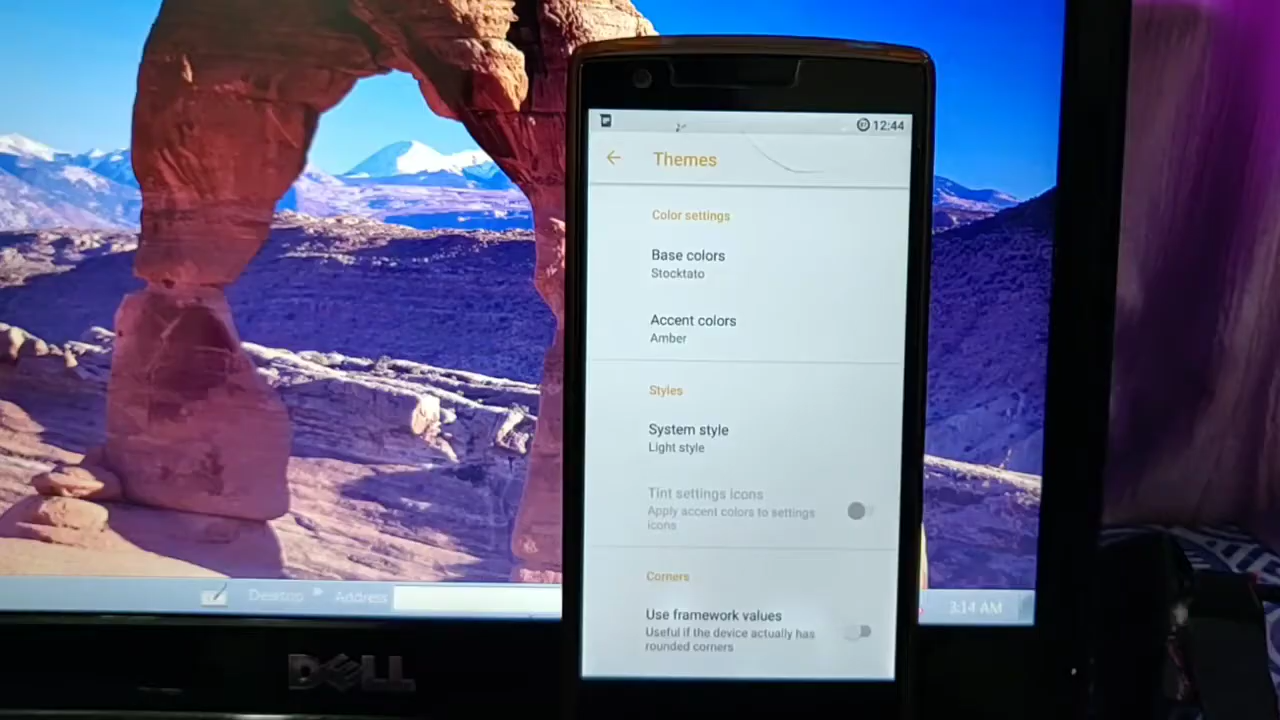 12:44
Themes
Color settings
Base colors
Stocktato
Accent colors
Amber
Styles
System style
Light style
Tint settings icons
Apply accent colors to settings
icons
Corners
Use framework values
Useful if the device actually has
rounded corners
Desktop
Address
3:14 AM
DELL